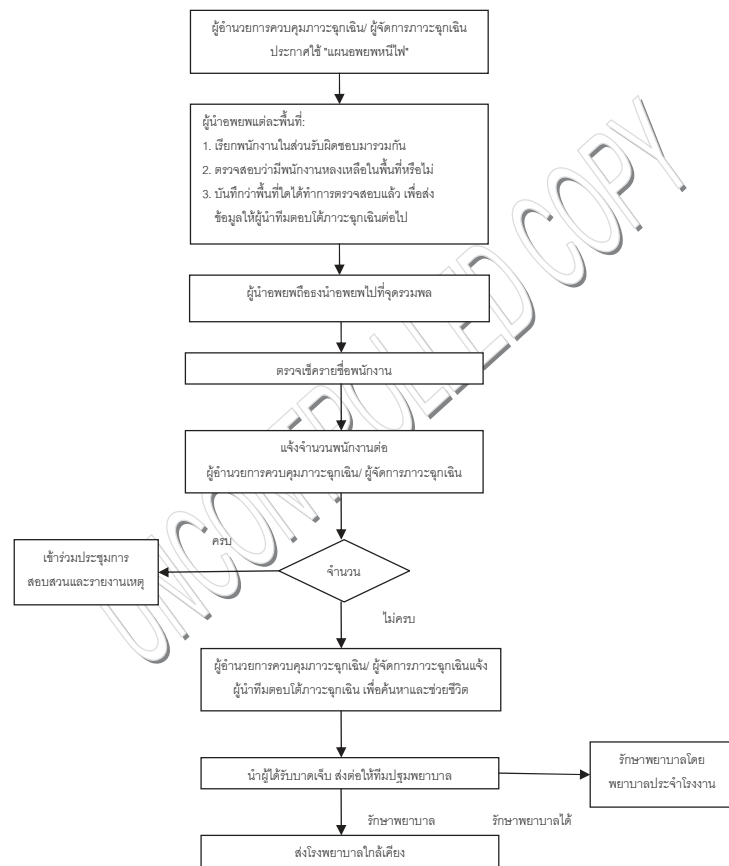 ผู้อำนวยการควบคุมภาวะฉุกเฉิน/ ผู้จัดการภาวะฉุกเฉิน
ประกาศใช้ "แผนอพยพหนีไฟ"
ผู้นำอพยพแต่ละพื้นที่:
1. เรียกพนักงานในส่วนรับผิดชอบมารวมกัน
2. ตรวจสอบว่ามีพนักงานหลงเหลือในพื้นที่หรือไม่
3. บันทึกว่าพื้นที่ใดได้ทำการตรวจสอบแล้ว เพื่อส่ง
ข้อมูลให้ผู้นำทีมตอบโต้ภาวะฉุกเฉินต่อไป
ผู้นำอพยพถือธงนำอพยพไปที่จุดรวมพล
ตรวจเช็ครายชื่อพนักงาน
แจ้งจำนวนพนักงานต่อ
ผู้อำนวยการควบคุมภาวะฉุกเฉิน/ ผู้จัดการภาวะฉุกเฉิน
ครบ
เข้าร่วมประชุมการ
สอบสวนและรายงานเหตุ
จำนวน
ไม่ครบ
ผู้อำนวยการควบคุมภาวะฉุกเฉิน/ ผู้จัดการภาวะฉุกเฉินแจ้ง
ผู้นำทีมตอบโต้ภาวะฉุกเฉิน เพื่อค้นหาและช่วยชีวิต
นำผู้ได้รับบาดเจ็บ ส่งต่อให้ทีมปฐมพยาบาล
รักษาพยาบาลโดย
พยาบาลประจำโรงงาน
รักษาพยาบาล
รักษาพยาบาลได้
ส่งโรงพยาบาลใกล้เคียง
UNCONTROLLED COPY